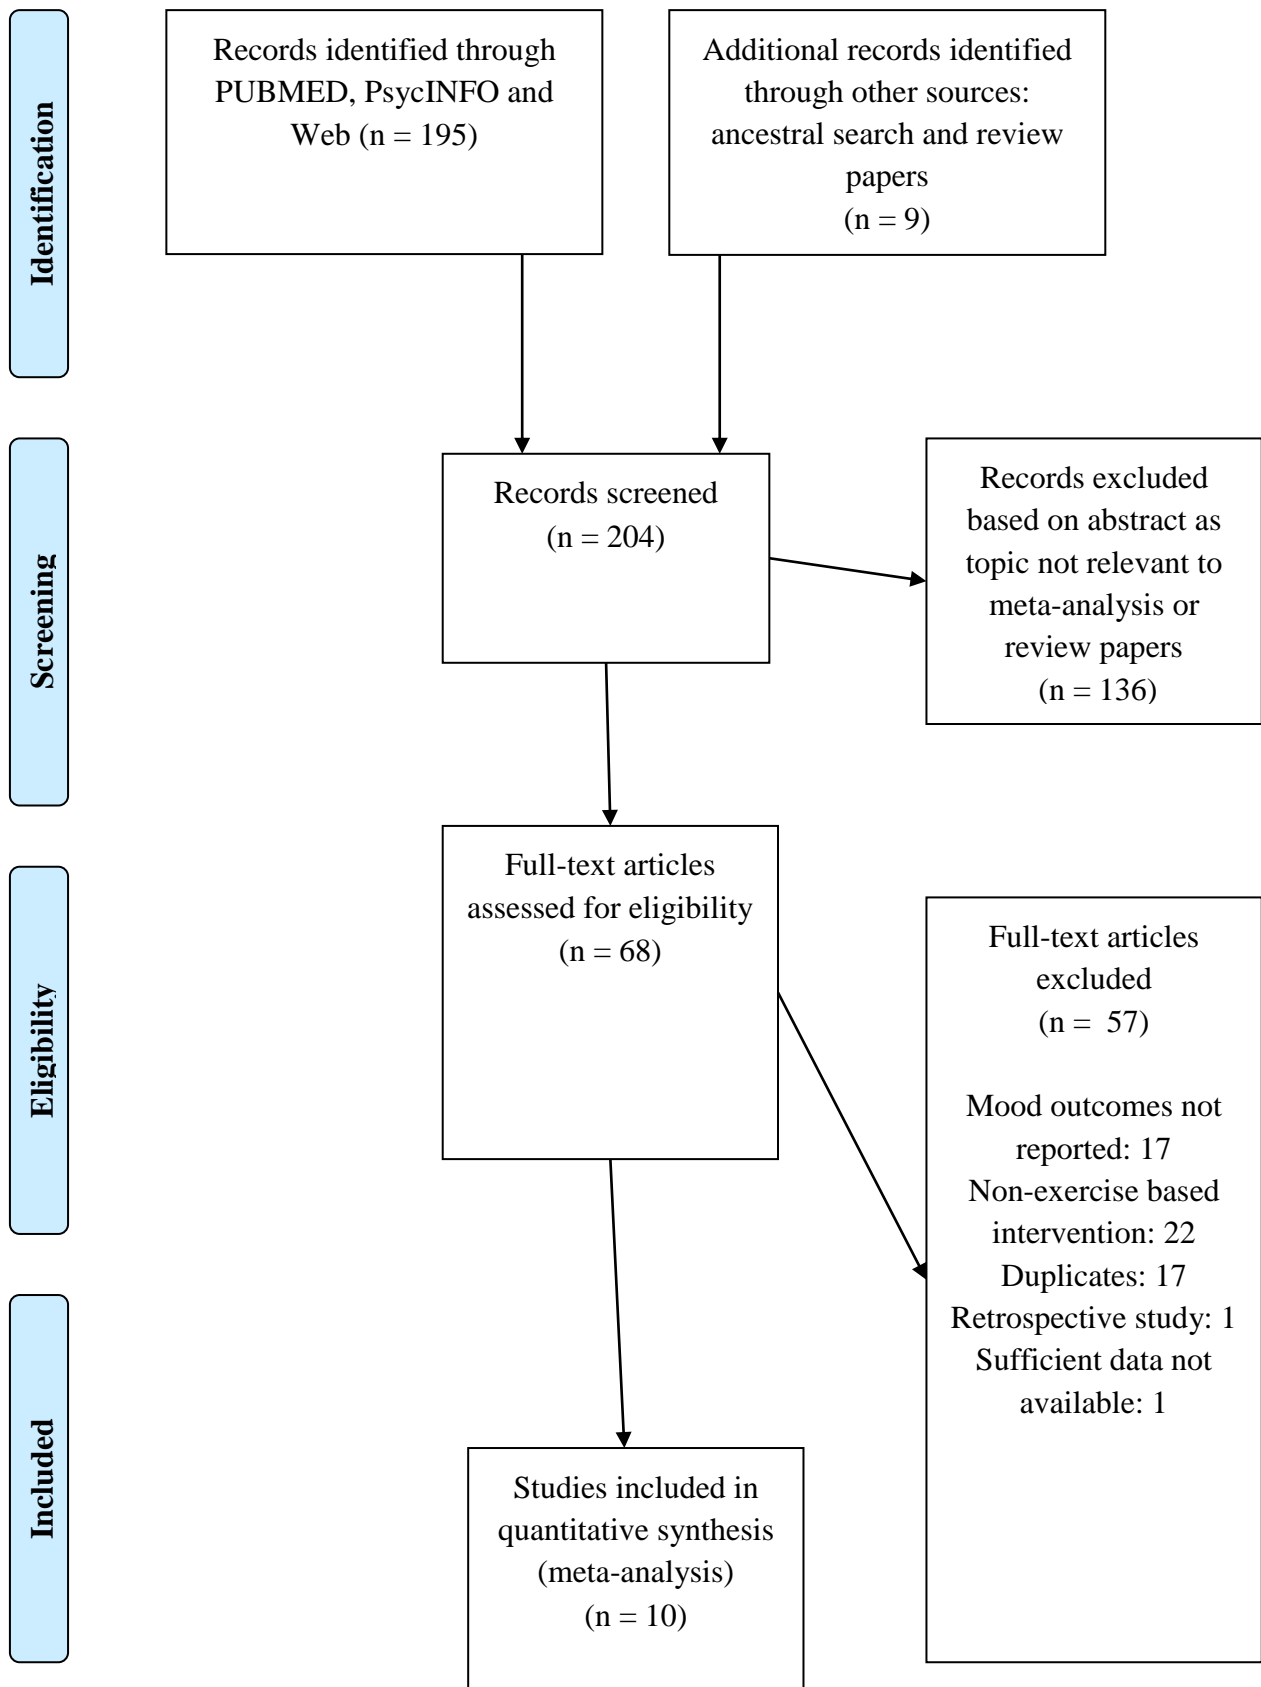 Identification
Records identified through
PUBMED, PsycINFO and
Web (n = 195)
Additional records identified
through other sources:
ancestral search and review
papers
(n = 9)
Screening
Records screened
(n = 204)
Records excluded
based on abstract as
topic not relevant to
meta-analysis or
review papers
(n = 136)
Eligibility
Full-text articles
assessed for eligibility
(n = 68)
Full-text articles
excluded
(n = 57)
Mood outcomes not
reported: 17
Non-exercise based
intervention: 22
Duplicates: 17
Retrospective study: 1
Sufficient data not
available: 1
Included
Studies included in
quantitative synthesis
(meta-analysis)
(n = 10)